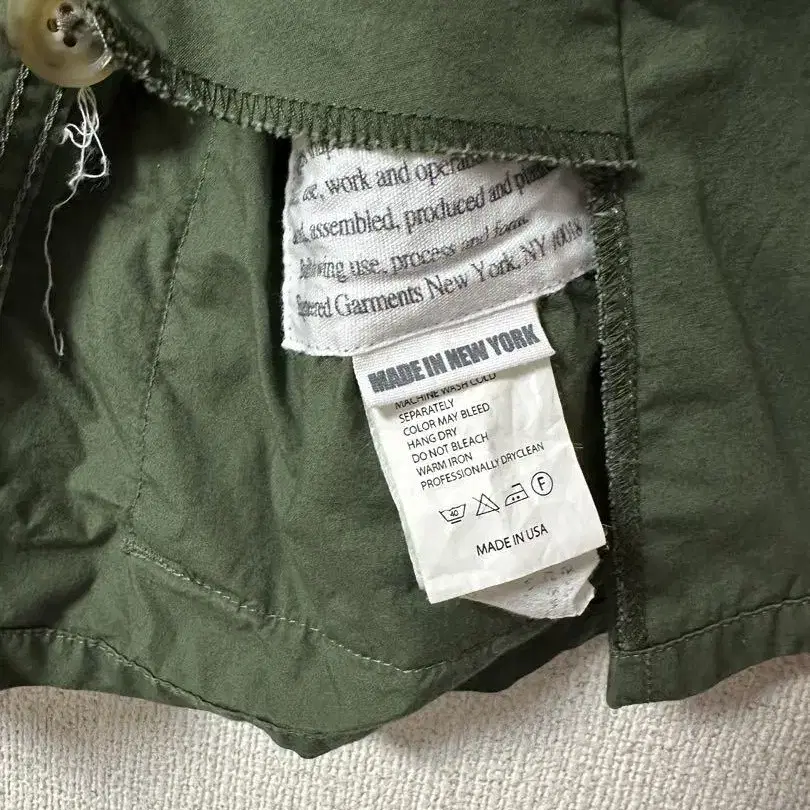 work and
assembled, produced and
use, process and form
Garments New York, NY 10018
MADE IN NEW YORK
MACHINE WASH COLD
SEPARATELY
COLOR MAY BLEED
HANG DRY
DO NOT BLEACH
WARM IRON
PROFESSIONALLY DRYCLEAN
40 F
MADE IN USA